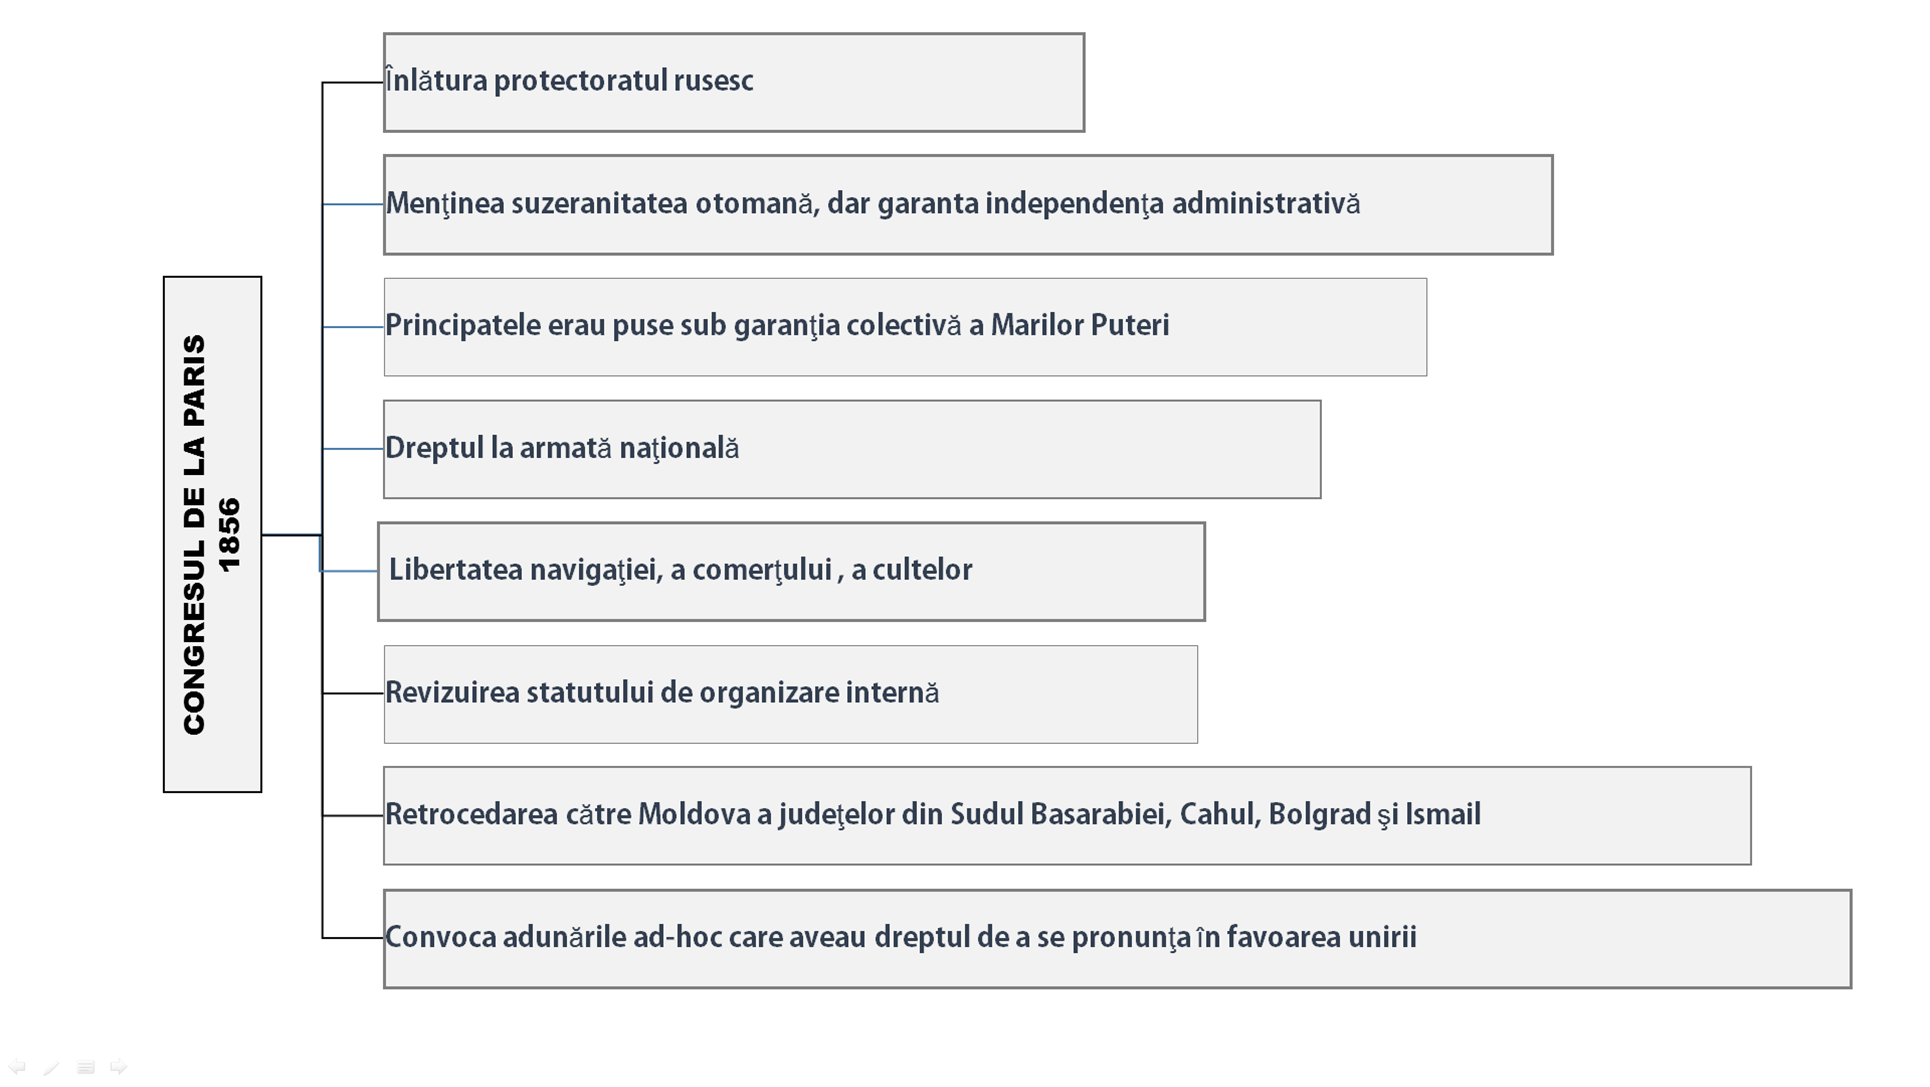 CONGRESUL DE LA PARIS
1856
Înlătura protectoratul rusesc
Menţinea suzeranitatea otomană, dar garanta independenţa administrativă
Principatele erau puse sub garanţia colectivă a Marilor Puteri
Dreptul la armată naţională
Libertatea navigaţiei, a comerţului , a cultelor
Revizuirea statutului de organizare internă
Retrocedarea către Moldova a judeţelor din Sudul Basarabiei, Cahul, Bolgrad şi Ismail
Convoca adunările ad-hoc care aveau dreptul de a se pronunţa în favoarea unirii